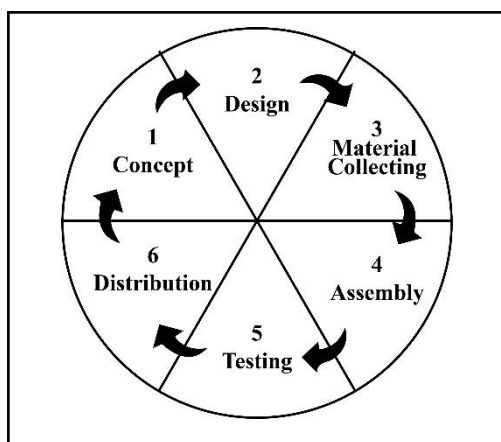 1
Concept
2
Design
3
Material
Collecting
4
Assembly
5
Testing
6
Distribution